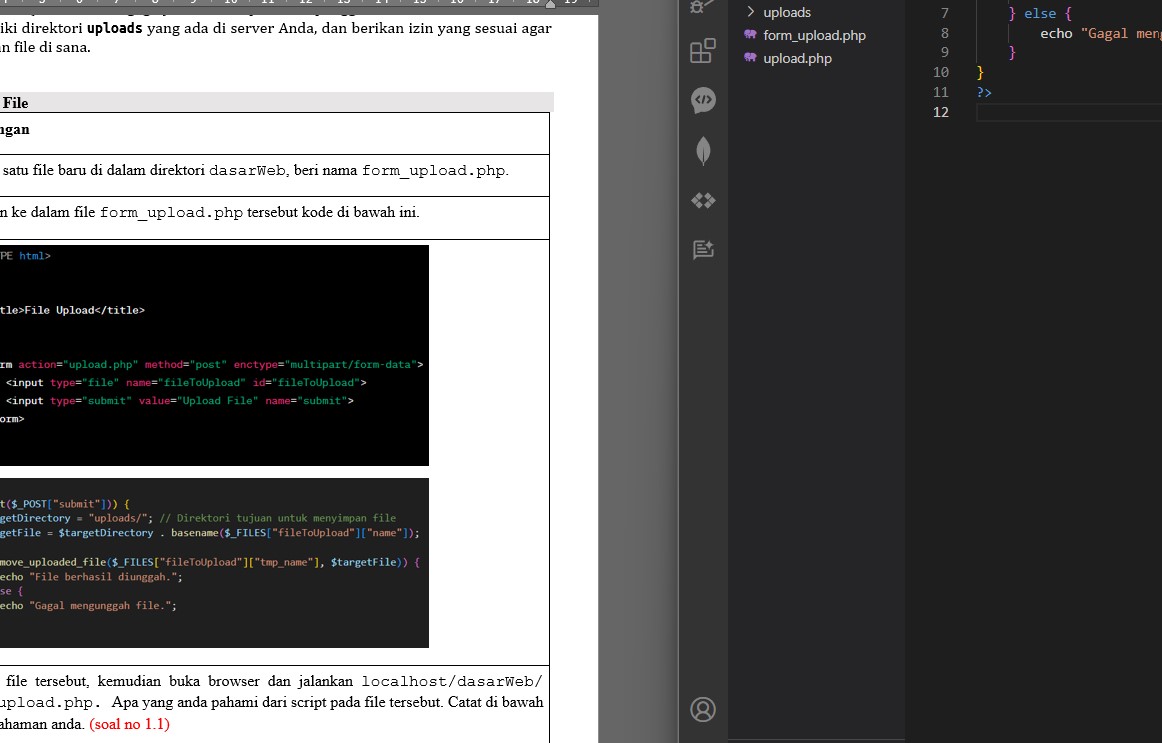 iki direktori uploads yang ada di server Anda, dan berikan izin yang sesuai agar
n file di sana.
File
ngan
satu file baru di dalam direktori dasarWeb, beri nama form_upload.php.
n ke dalam file form_upload.php tersebut kode di bawah ini.
PE html>
tle>File Upload</title>
rm action="upload.php" method="post" enctype="multipart/form-data">
<input type="file" name="fileToUpload" id="fileToUpload">
<input type="submit" value="Upload File" name="submit">
orm>
t($_POST["submit"])) {
getDirectory = "uploads/"; // Direktori tujuan untuk menyimpan file
getFile = $targetDirectory . basename($_FILES["fileToUpload"]["name"]);
move_uploaded_file($_FILES["fileToUpload"]["tmp_name"], $targetFile)) {
echo "File berhasil diunggah.";
se {
echo "Gagal mengunggah file.";
file tersebut, kemudian buka browser dan jalankan localhost/dasarWeb/
upload.php. Apa yang anda pahami dari script pada file tersebut. Catat di bawah
ahaman anda. (soal no 1.1)
uploads
form_upload.php
upload.php
7 } else {
8 echo "Gagal meng
9 }
10 }
11 ?>
12